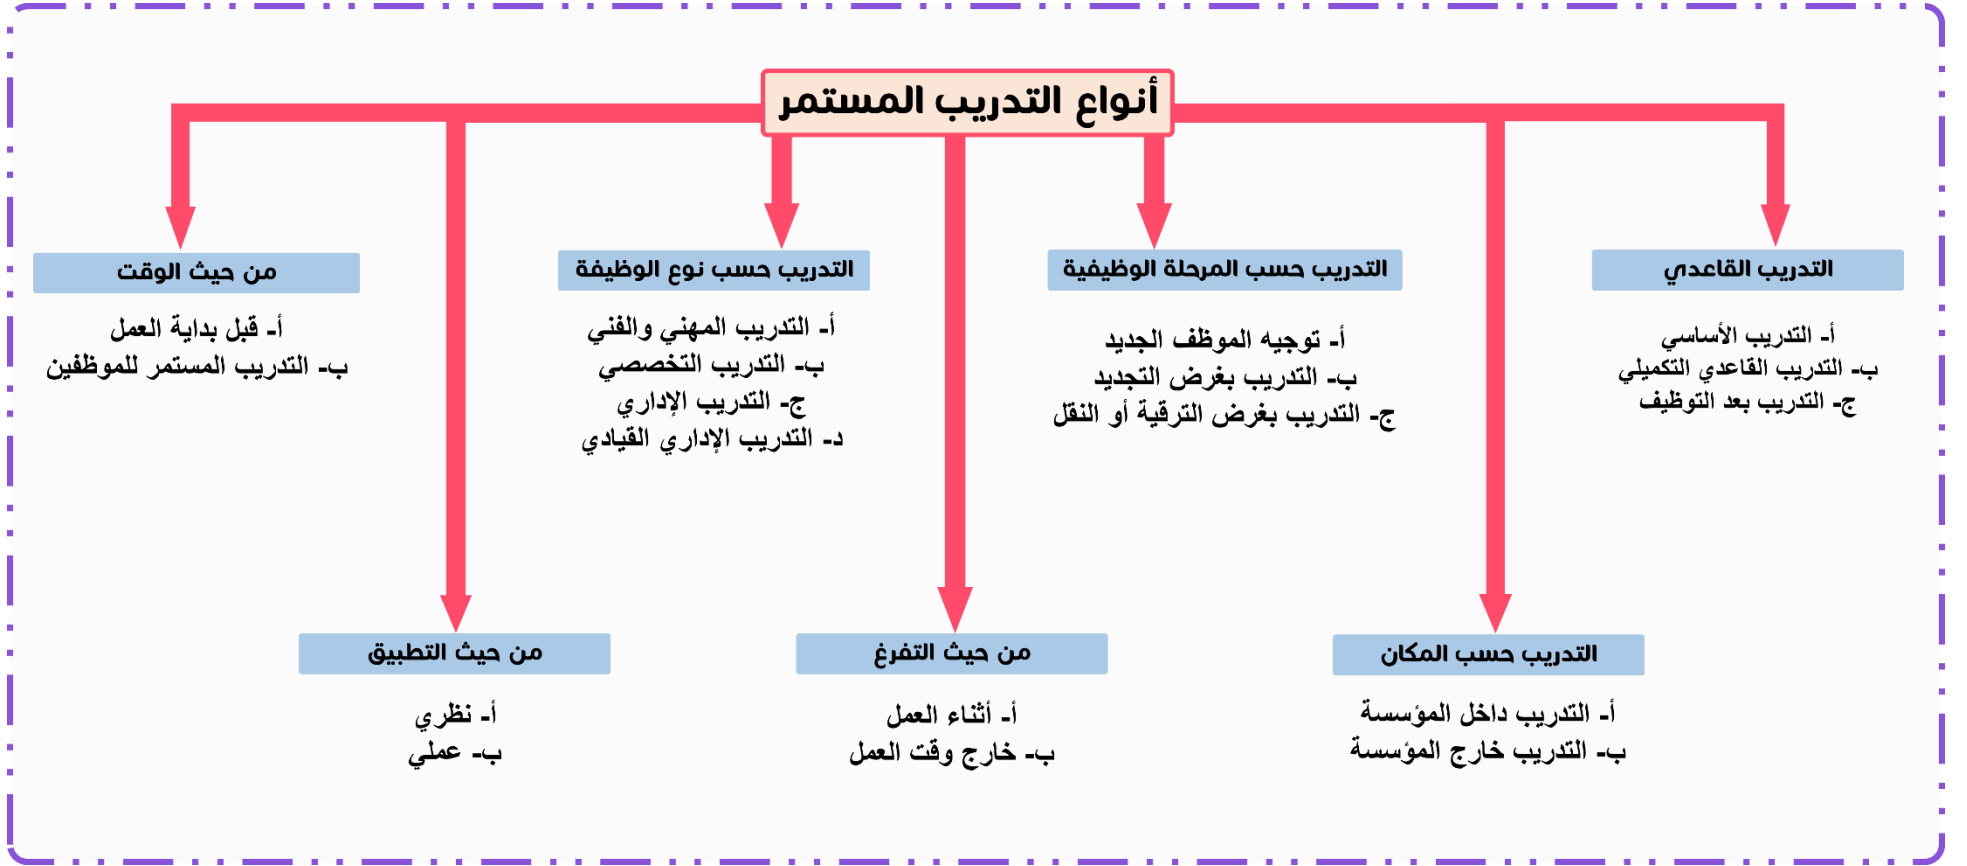 أنواع التدريب المستمر
التدريب القاعدي
أ- التدريب الأساسي
ب- التدريب القاعدي التكميلي
ج- التدريب بعد التوظيف
التدريب حسب المرحلة الوظيفية
أ- توجيه الموظف الجديد
ب- التدريب بغرض التجديد
ج- التدريب بغرض الترقية أو النقل
التدريب حسب نوع الوظيفة
أ- التدريب المهني والفني
ب- التدريب التخصصي
ج- التدريب الإداري
د- التدريب الإداري القيادي
من حيث الوقت
أ- قبل بداية العمل
ب- التدريب المستمر للموظفين
التدريب حسب المكان
أ- التدريب داخل المؤسسة
ب- التدريب خارج المؤسسة
من حيث التفرغ
أ- أثناء العمل
ب- خارج وقت العمل
من حيث التطبيق
أ- نظري
ب- عملي